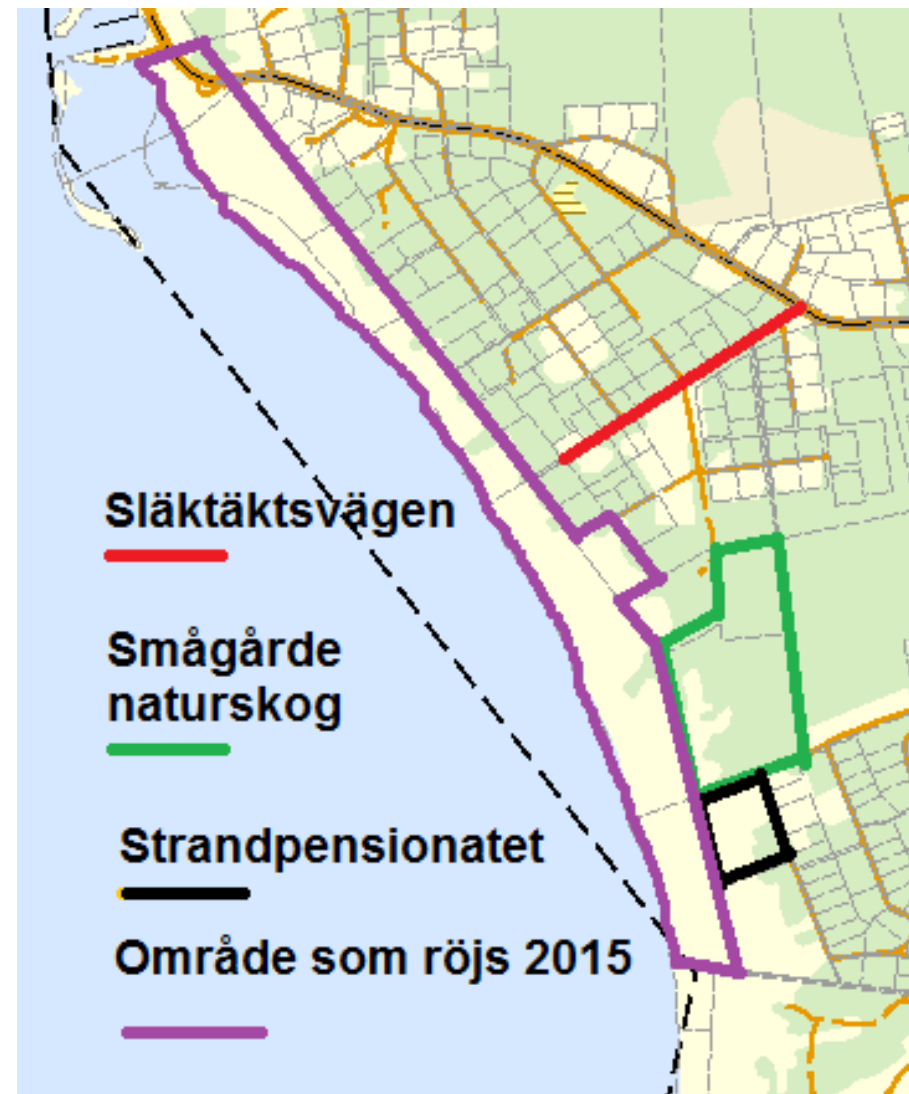 Släktäktsvägen
Smågårde
naturskog
Strandpensionatet
Område som röjs 2015